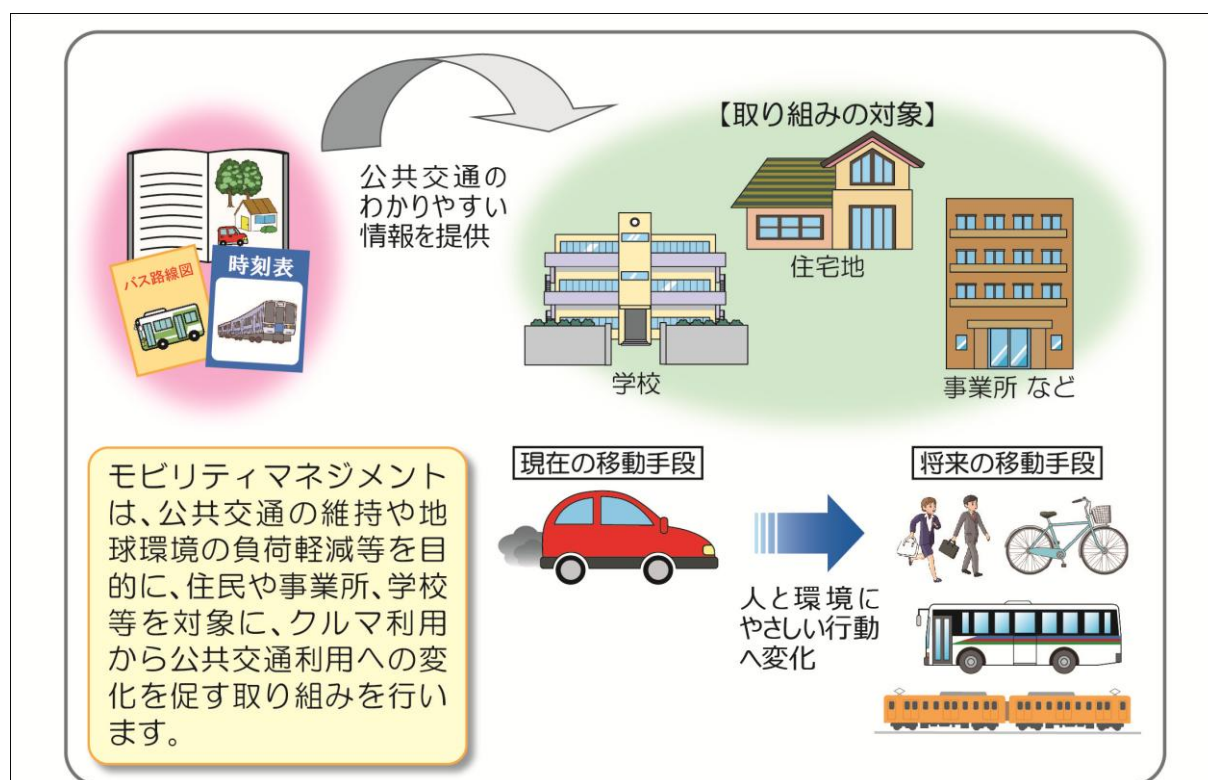 公共交通の
わかりやすい
情報を提供
【取り組みの対象】
バス路線図
時刻表
住宅地
学校
事業所 など
モビリティマネジメント
は、公共交通の維持や地
球環境の負荷軽減等を目
的に、住民や事業所、学校
等を対象に、クルマ利用
から公共交通利用への変
化を促す取り組みを行い
ます。
現在の移動手段
将来の移動手段
人と環境に
やさしい行動
へ変化